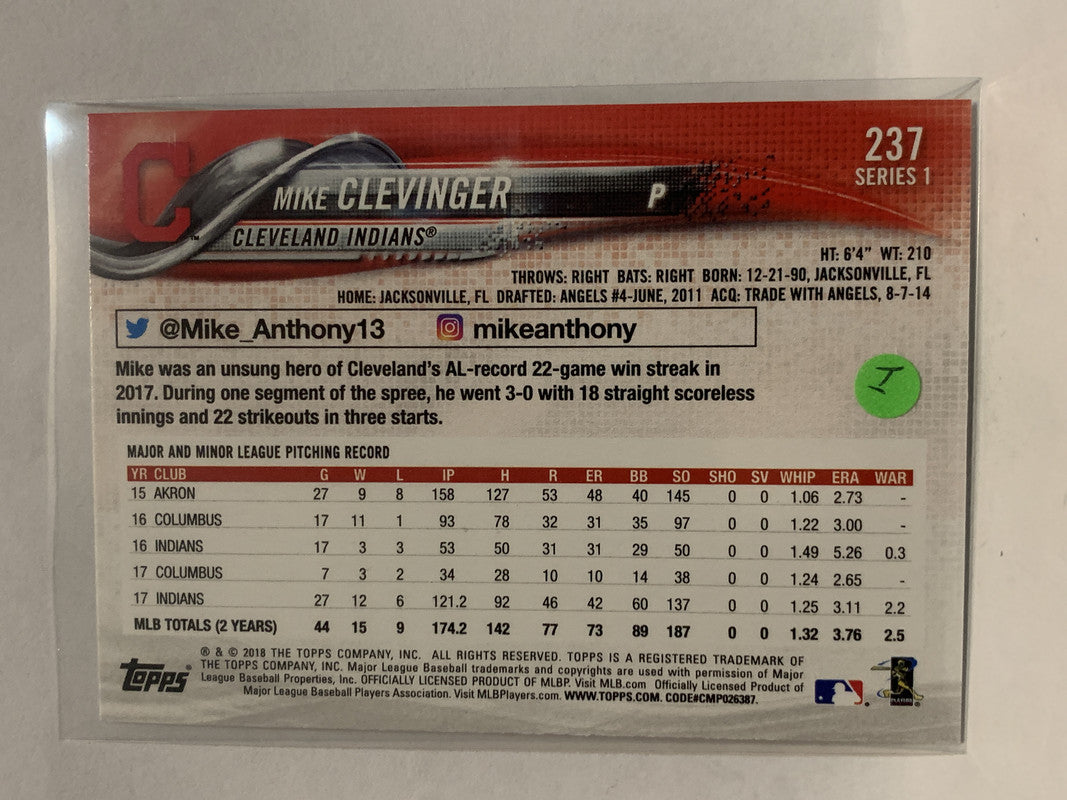 C
TM
237
SERIES 1
MIKE CLEVINGER P
CLEVELAND INDIANS®
HT: 6'4" WT: 210
THROWS: RIGHT BATS: RIGHT BORN: 12-21-90, JACKSONVILLE, FL
HOME: JACKSONVILLE, FL DRAFTED: ANGELS #4-JUNE, 2011 ACQ: TRADE WITH ANGELS, 8-7-14
@Mike_Anthony13 mikeanthony
Mike was an unsung hero of Cleveland's AL-record 22-game win streak in
2017. During one segment of the spree, he went 3-0 with 18 straight scoreless
innings and 22 strikeouts in three starts.
I
MAJOR AND MINOR LEAGUE PITCHING RECORD
YR CLUB G W L IP H R ER BB SO SHO SV WHIP ERA WAR
15 AKRON 27 9 8 158 127 53 48 40 145 0 0 1.06 2.73 -
16 COLUMBUS 17 11 1 93 78 32 31 35 97 0 0 1.22 3.00 -
16 INDIANS 17 3 3 53 50 31 31 29 50 0 0 1.49 5.26 0.3
17 COLUMBUS 7 3 2 34 28 10 10 14 38 0 0 1.24 2.65 -
17 INDIANS 27 12 6 121.2 92 46 42 60 137 0 0 1.25 3.11 2.2
MLB TOTALS (2 YEARS) 44 15 9 174.2 142 77 73 89 187 0 0 1.32 3.76 2.5
Topps®
® & © 2018 THE TOPPS COMPANY, INC. ALL RIGHTS RESERVED. TOPPS IS A REGISTERED TRADEMARK OF
THE TOPPS COMPANY, INC. Major League Baseball trademarks and copyrights are used with permission of Major
League Baseball Properties, Inc. OFFICIALLY LICENSED PRODUCT OF MLBP. Visit MLB.com Officially Licensed Product of
Major League Baseball Players Association. Visit MLBPlayers.com. WWW.TOPPS.COM. CODE#CMP026387.